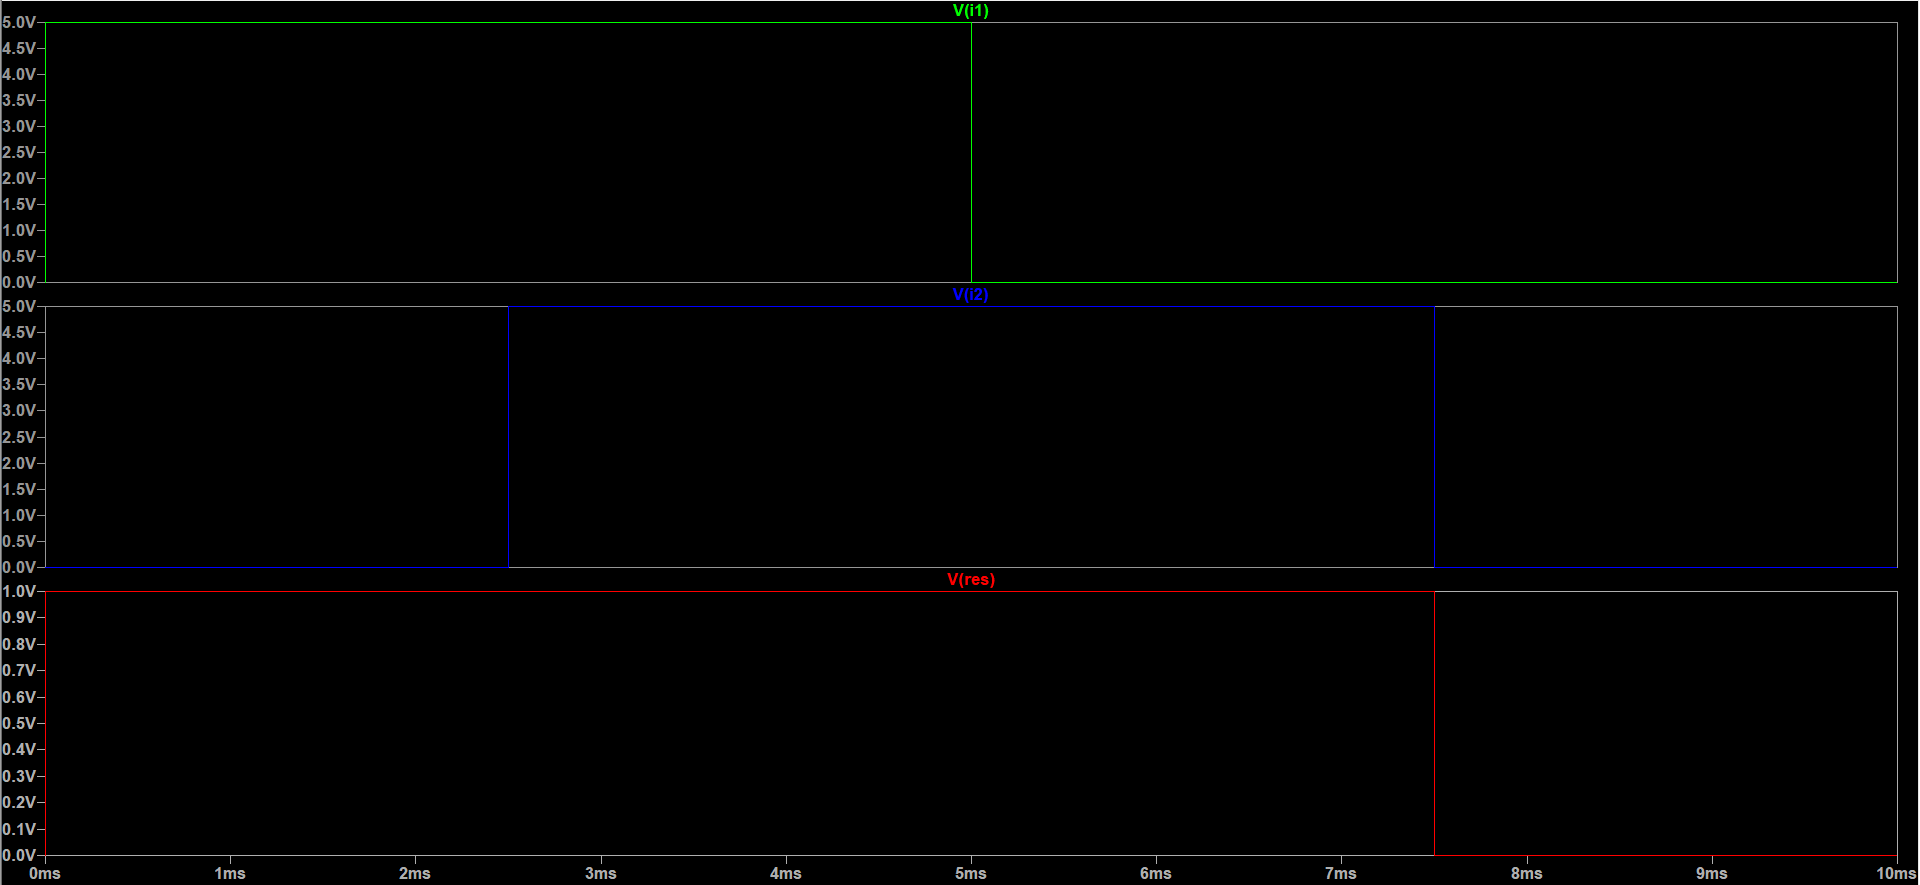 V(i1)
5.0V
4.5V
4.0V
3.5V
3.0V
2.5V
2.0V
1.5V
1.0V
0.5V
0.0V
V(i2)
5.0V
4.5V
4.0V
3.5V
3.0V
2.5V
2.0V
1.5V
1.0V
0.5V
0.0V
V(res)
1.0V
0.9V
0.8V
0.7V
0.6V
0.5V
0.4V
0.3V
0.2V
0.1V
0.0V
0ms 1ms 2ms 3ms 4ms 5ms 6ms 7ms 8ms 9ms 10ms